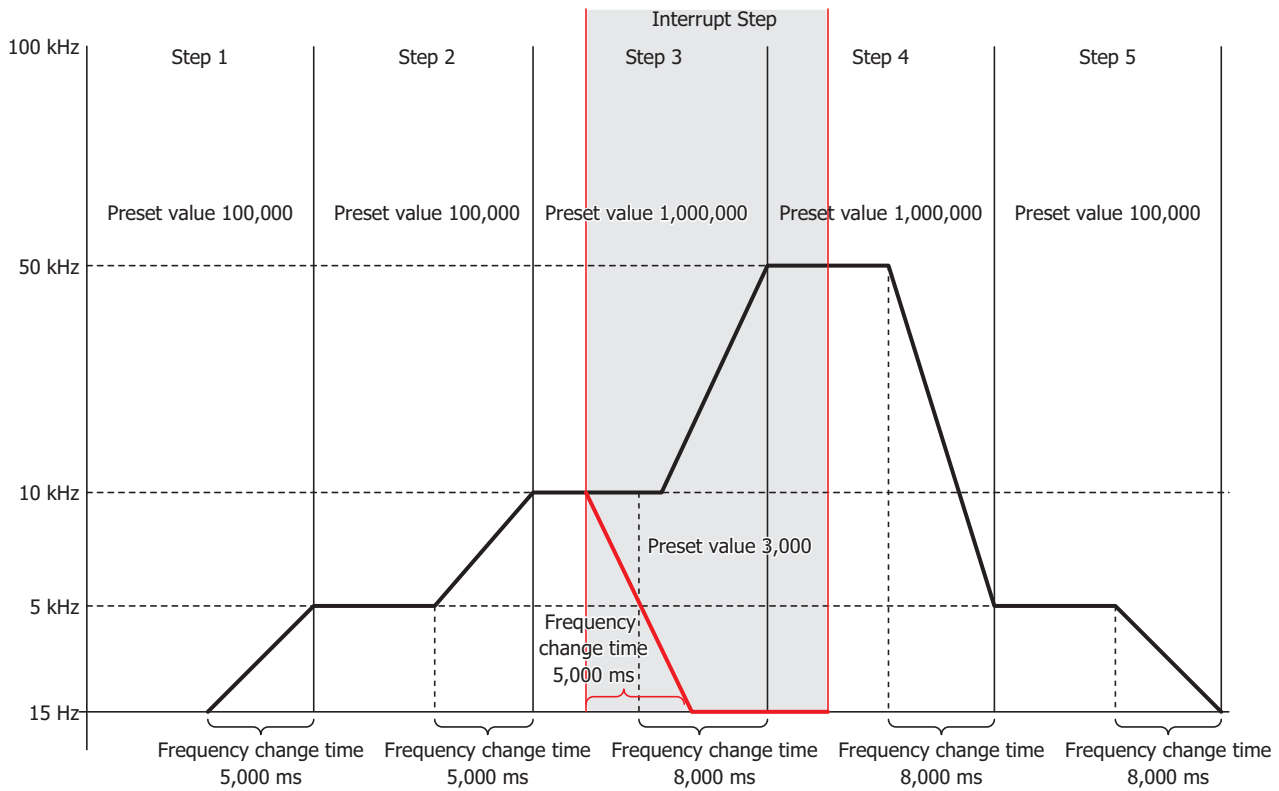 Interrupt Step
100 kHz
Step 1
Step 2
Step 3
Step 4
Step 5
Preset value 100,000
Preset value 100,000
Preset value 1,000,000
Preset value 1,000,000
Preset value 100,000
50 kHz
10 kHz
Preset value 3,000
5 kHz
Frequency
change time
5,000 ms
15 Hz
Frequency change time
5,000 ms
Frequency change time
5,000 ms
Frequency change time
8,000 ms
Frequency change time
8,000 ms
Frequency change time
8,000 ms